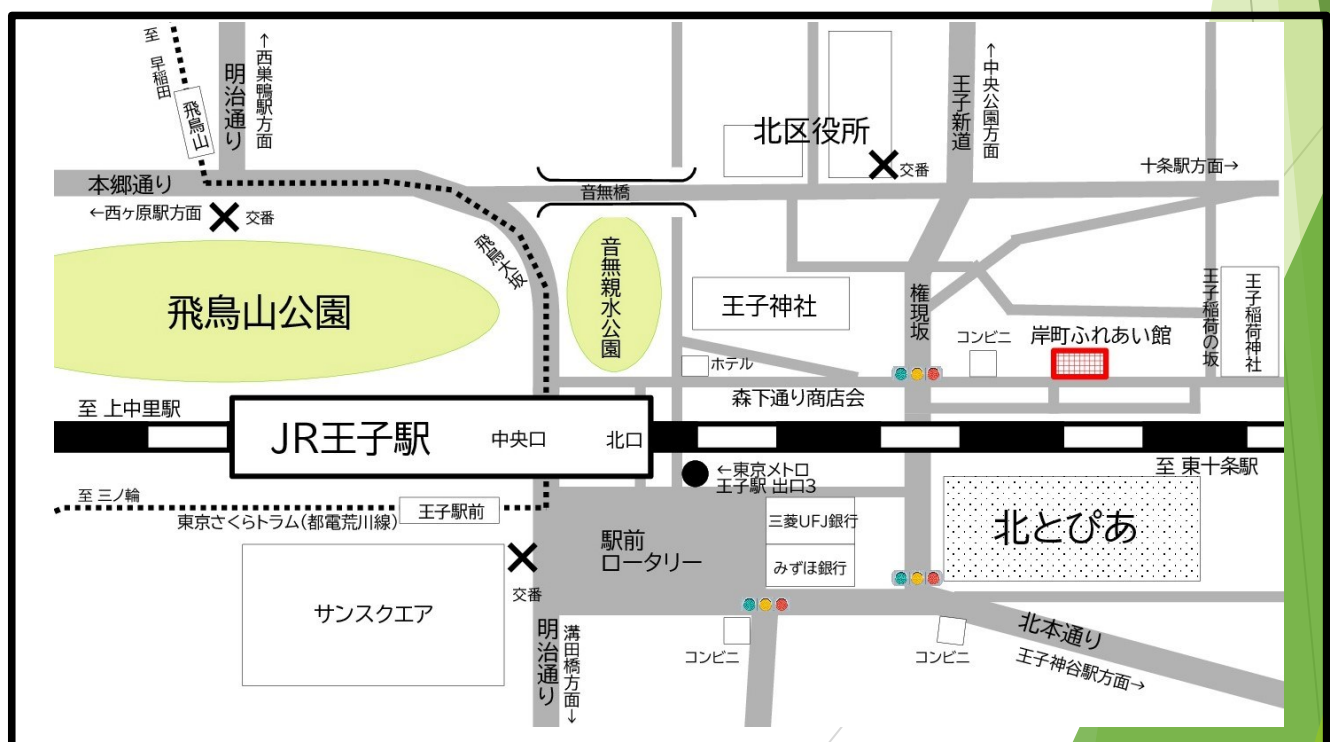 至 早稲田
飛鳥山
明治通り
↑西巣鴨駅方面
本郷通り
←西ヶ原駅方面
交番
飛鳥大坂
飛鳥山公園
音無橋
音無親水公園
北区役所
交番
王子新道
↑中央公園方面
十条駅方面→
王子神社
権現坂
コンビニ
岸町ふれあい館
王子稲荷の坂
王子稲荷神社
ホテル
森下通り商店会
至 上中里駅
JR王子駅
中央口
北口
至 東十条駅
←東京メトロ
王子駅 出口3
至 三ノ輪
東京さくらトラム(都電荒川線)
王子駅前
交番
サンスクエア
駅前
ロータリー
三菱UFJ銀行
みずほ銀行
北とぴあ
明治通り
溝田橋方面↓
コンビニ
コンビニ
北本通り
王子神谷駅方面→